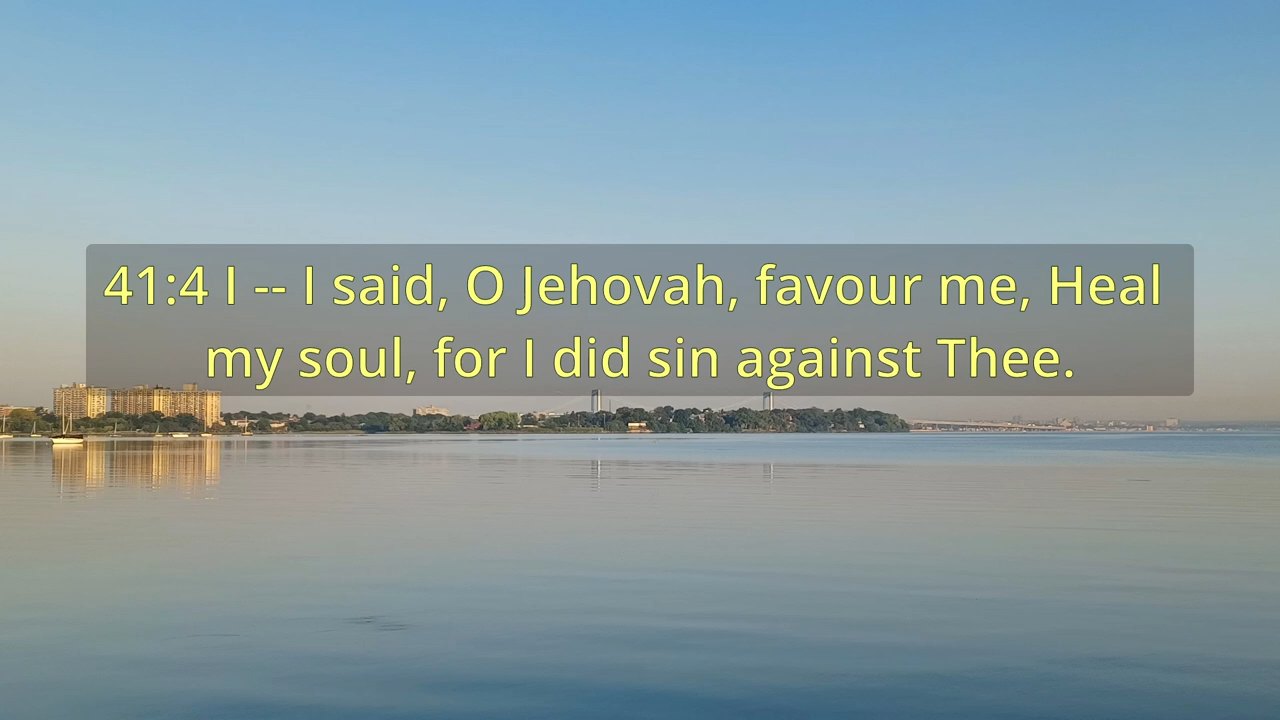 41:4 I -- I said, O Jehovah, favour me, Heal
my soul, for I did sin against Thee.